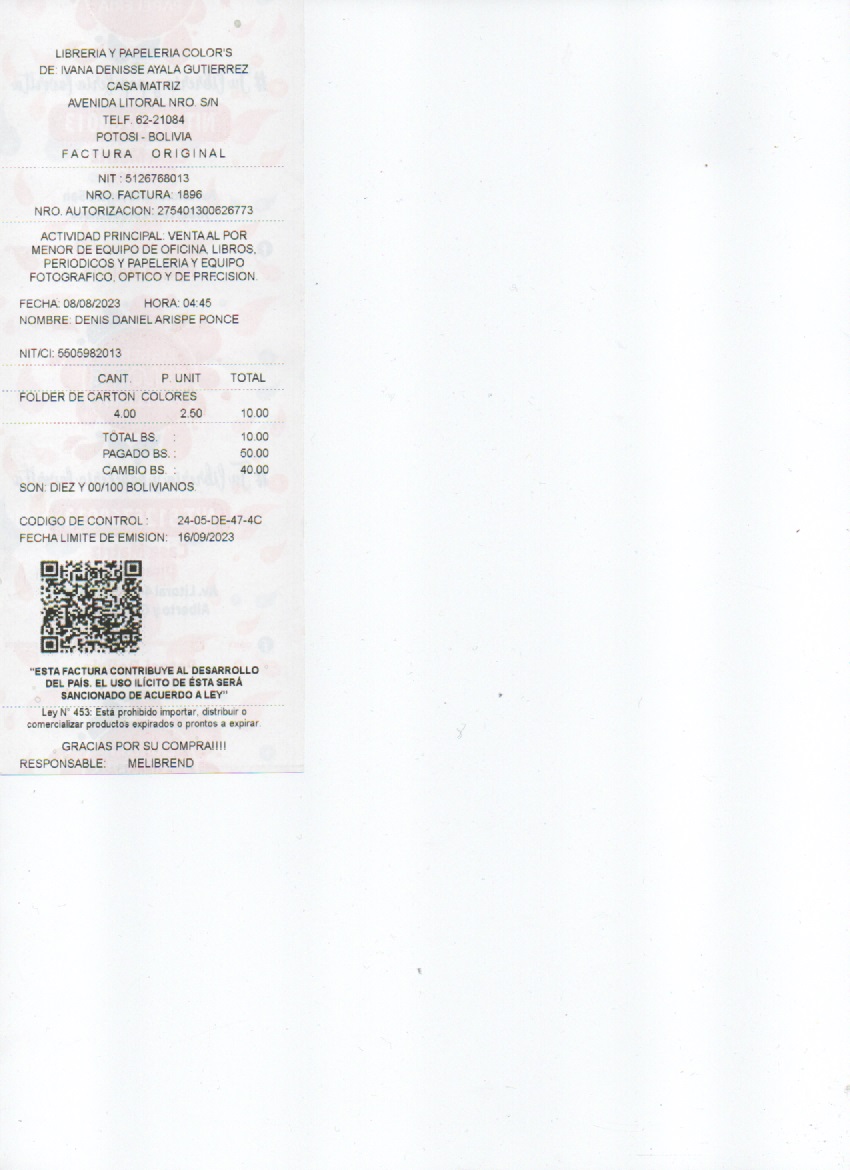 LIBRERIA Y PAPELERIA COLOR'S
DE: IVANA DENISSE AYALA GUTIERREZ
CASA MATRIZ
AVENIDA LITORAL NRO. S/N
TELF. 62-21084
POTOSI - BOLIVIA
FACTURA ORIGINAL
NIT : 5126768013
NRO. FACTURA: 1896
NRO. AUTORIZACION: 275401300626773
ACTIVIDAD PRINCIPAL: VENTA AL POR
MENOR DE EQUIPO DE OFICINA, LIBROS,
PERIODICOS Y PAPELERIA Y EQUIPO
FOTOGRAFICO, OPTICO Y DE PRECISION.
FECHA: 08/08/2023 HORA: 04:45
NOMBRE: DENIS DANIEL ARISPE PONCE
NIT/CI: 5505982013
CANT. P. UNIT TOTAL
FOLDER DE CARTON COLORES
4.00 2.50 10.00
TOTAL BS. : 10.00
PAGADO BS. : 50.00
CAMBIO BS. : 40.00
SON: DIEZ Y 00/100 BOLIVIANOS.
CODIGO DE CONTROL : 24-05-DE-47-4C
FECHA LIMITE DE EMISION: 16/09/2023
"ESTA FACTURA CONTRIBUYE AL DESARROLLO
DEL PAÍS. EL USO ILÍCITO DE ÉSTA SERÁ
SANCIONADO DE ACUERDO A LEY"
Ley N° 453: Está prohibido importar, distribuir o
comercializar productos expirados o prontos a expirar.
GRACIAS POR SU COMPRA!!!!
RESPONSABLE: MELIBREND